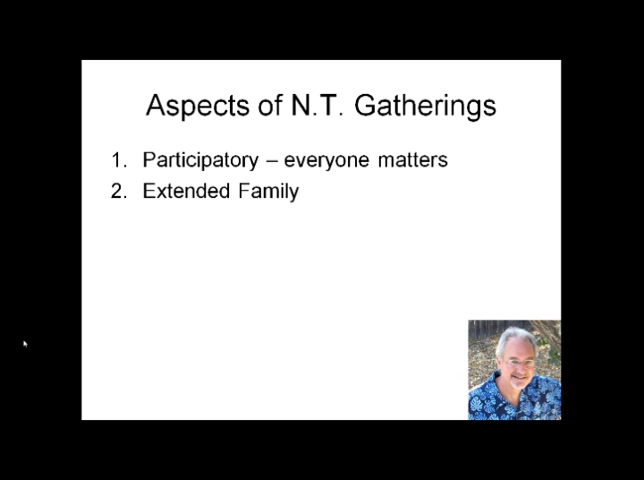 Aspects of N.T. Gatherings
1. Participatory – everyone matters
2. Extended Family